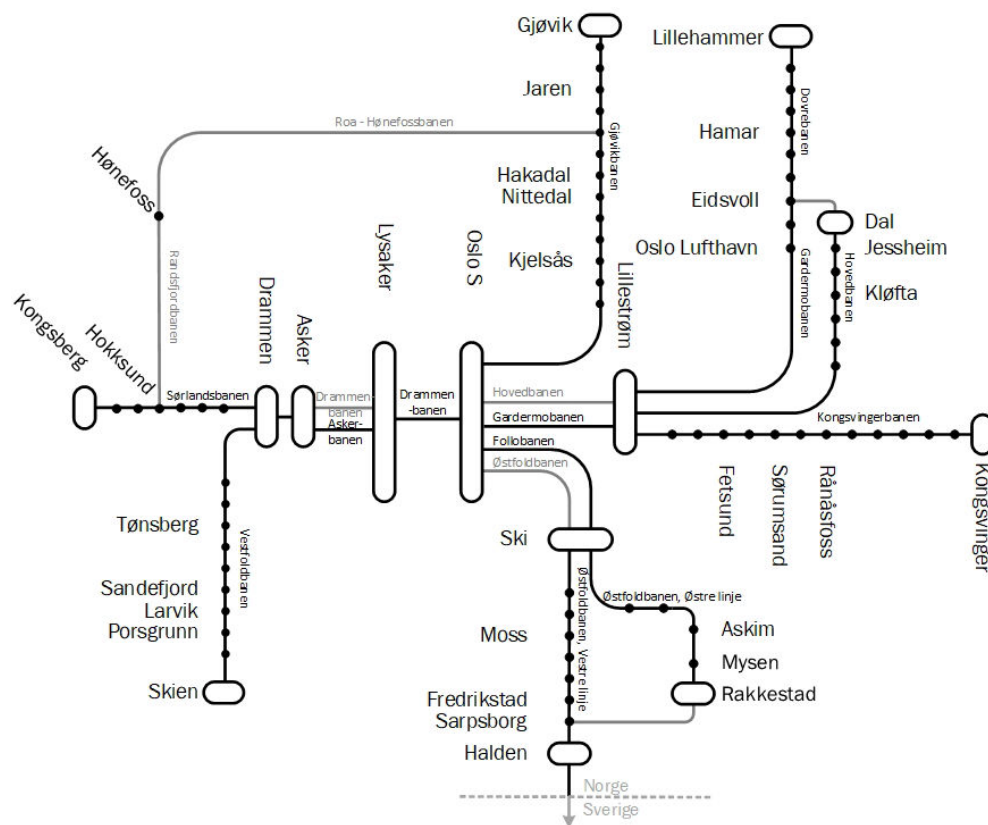 Gjøvik
Lillehammer
Jaren
Dovrebanen
Roa - Hønefossbanen
Hamar
Gjøvikbanen
Hønefoss
Hakadal
Nittedal
Eidsvoll
Dal
Lysaker
Oslo S
Kjelsås
Oslo Lufthavn
Jessheim
Randsfjordbanen
Drammen
Lillestrøm
Gardermobanen
Hovedbanen
Kløfta
Asker
Kongsberg
Hokksund
Sørlandsbanen
Drammen
banen
Drammen
-banen
Hovedbanen
Asker-
banen
Gardermobanen
Kongsvingerbanen
Follobanen
Østfoldbanen
Fetsund
Sørumsand
Rånåsfoss
Kongsvinger
Tønsberg
Vestfoldbanen
Ski
Sandefjord
Larvik
Porsgrunn
Østfoldbanen, Vestre linje
Østfoldbanen, Østre linje
Moss
Askim
Mysen
Skien
Fredrikstad
Sarpsborg
Rakkestad
Halden
Norge
Sverige